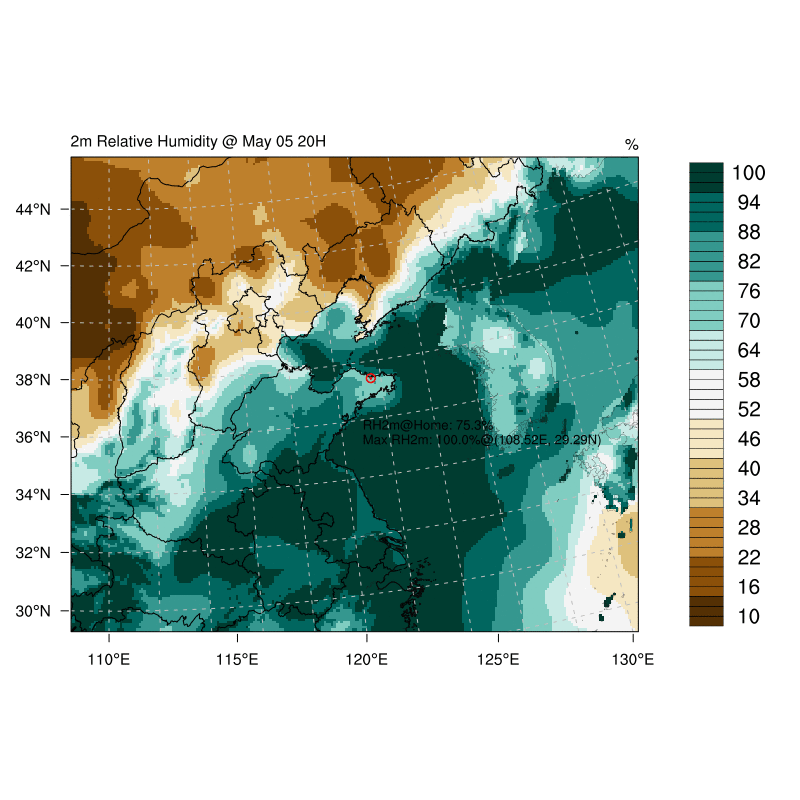 2m Relative Humidity @ May 05 20H
%
44°N
42°N
40°N
38°N
36°N
34°N
32°N
30°N
110°E
115°E
120°E
125°E
130°E
RH2m@Home: 75.3%
Max RH2m: 100.0%@(108.52E, 29.29N)
100
94
88
82
76
70
64
58
52
46
40
34
28
22
16
10